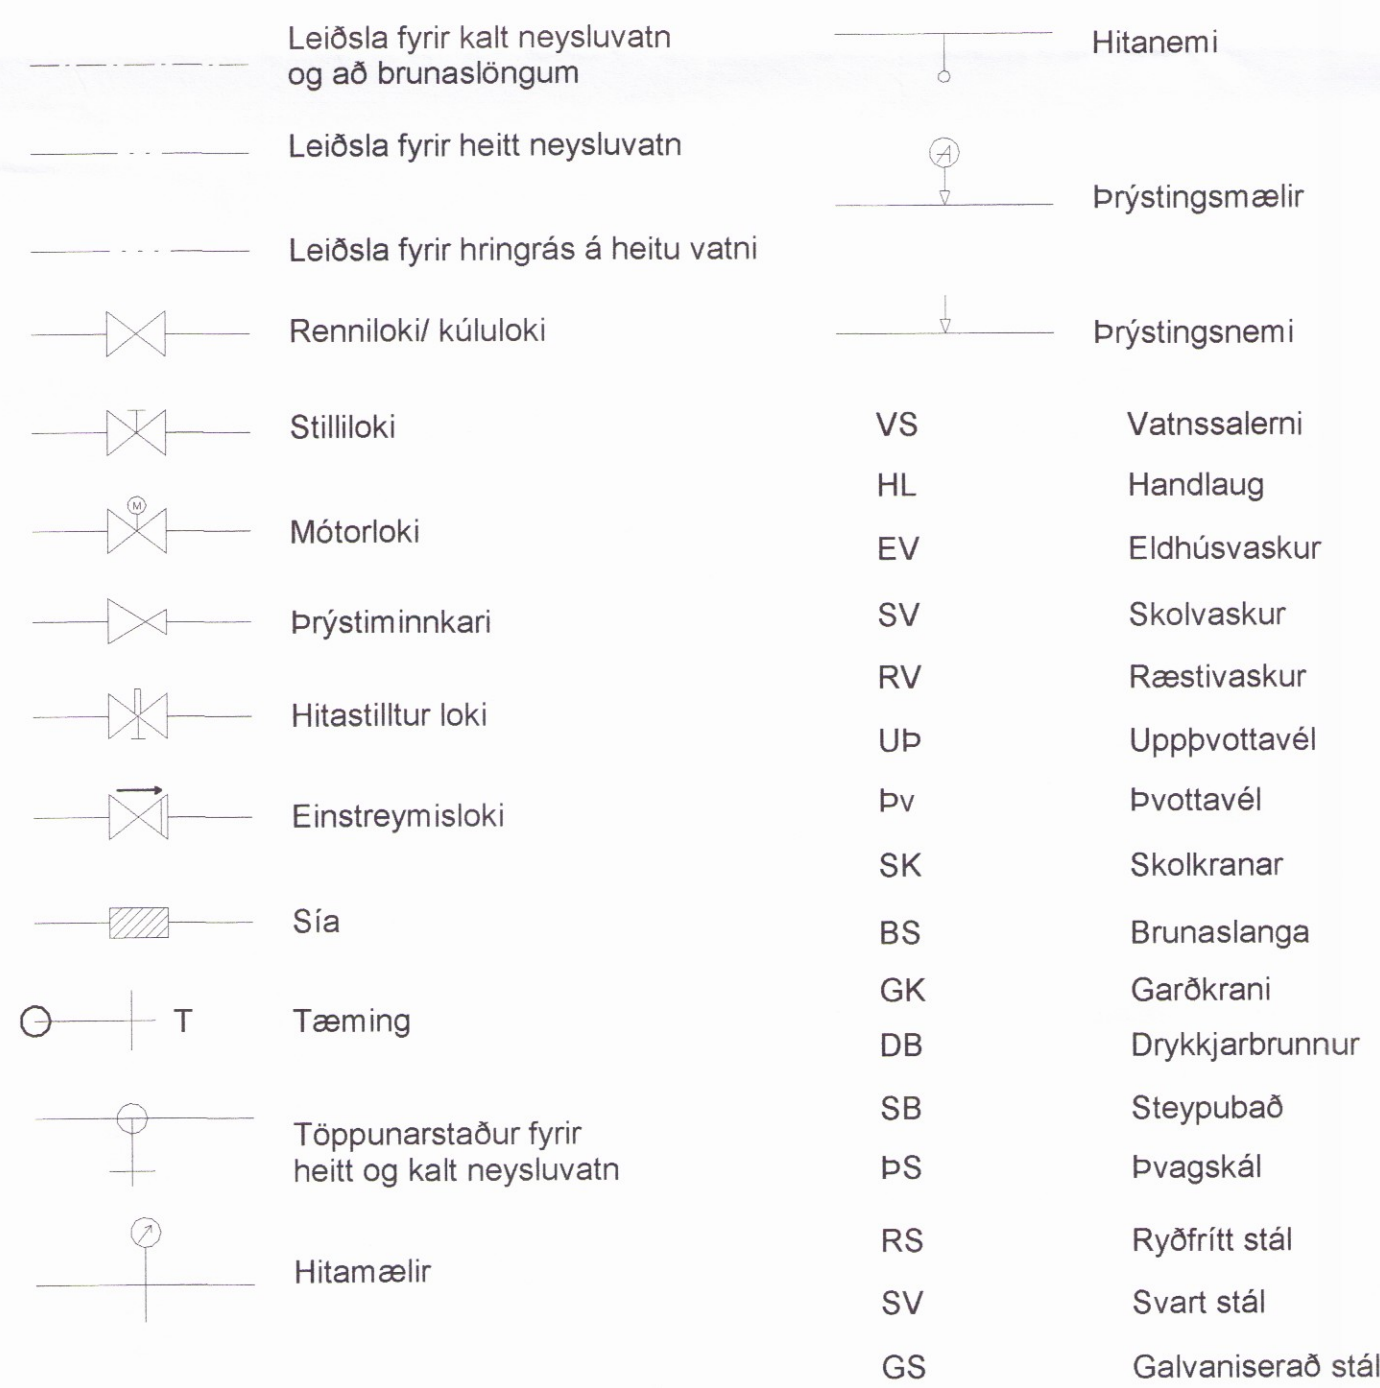 Leiðsla fyrir kalt neysluvatn
og að brunaslöngum
Leiðsla fyrir heitt neysluvatn
Leiðsla fyrir hringrás á heitu vatni
Renniloki/ kúluloki
Stilliloki
M
Mótorloki
Þrýstiminnkari
Hitastilltur loki
Einstreymisloki
Sía
T Tæming
Töppunarstaður fyrir
heitt og kalt neysluvatn
Hitamælir
Hitanemi
A
Þrýstingsmælir
Þrýstingsnemi
VS Vatnssalerni
HL Handlaug
EV Eldhúsvaskur
SV Skolvaskur
RV Ræstivaskur
UÞ Uppþvottavél
Þv Þvottavél
SK Skolkranar
BS Brunaslanga
GK Garðkrani
DB Drykkjarbrunnur
SB Steypubað
ÞS Þvagskál
RS Ryðfrítt stál
SV Svart stál
GS Galvaniserað stál